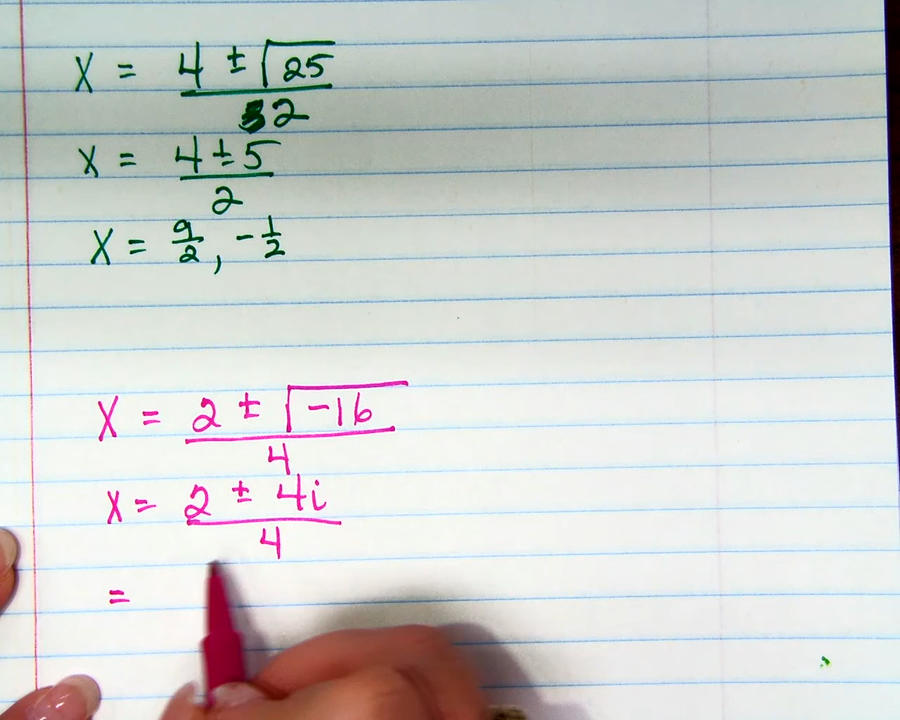 X = 4 ± √25
2
X = 4 ± 5
2
X = 9/2, -1/2
X = 2 ± √-16
4
X = 2 ± 4i
4
=